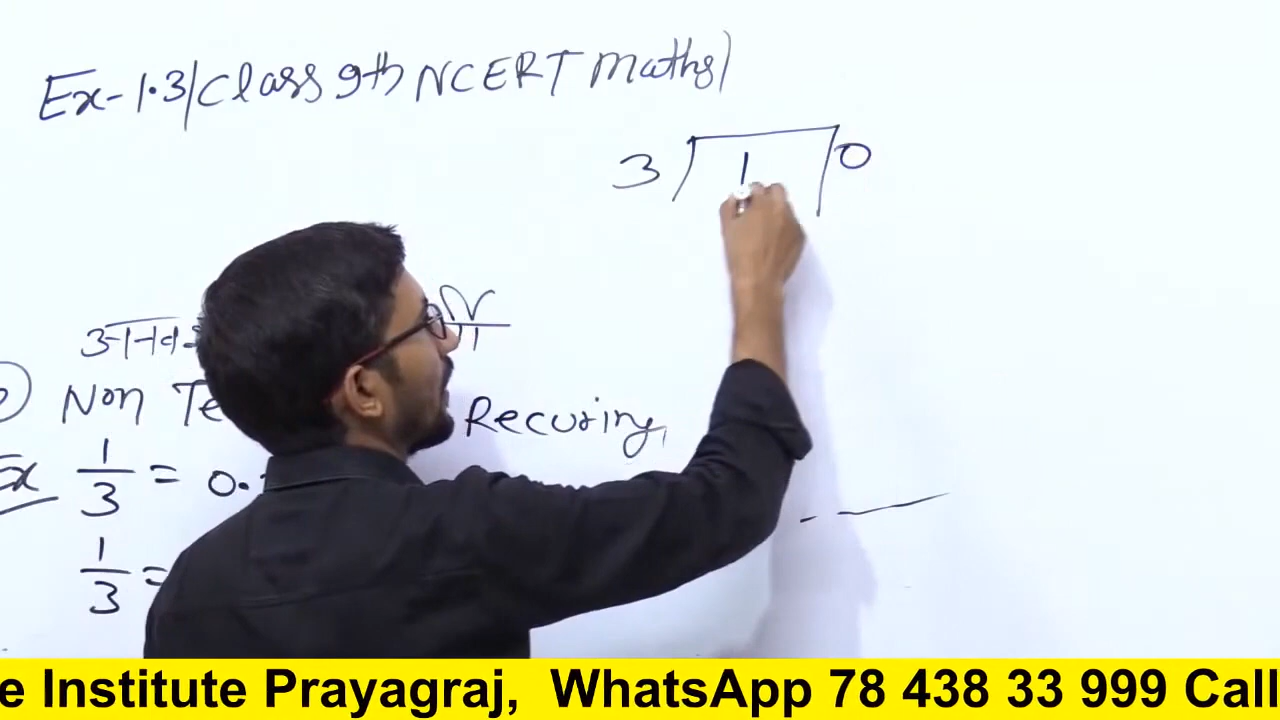 Ex-1.3/Class 9th NCERT Maths)
3 1 0
Non Te Recuring,
Ex 1/3 = 0.
1/3 =
e Institute Prayagraj, WhatsApp 78 438 33 999 Call